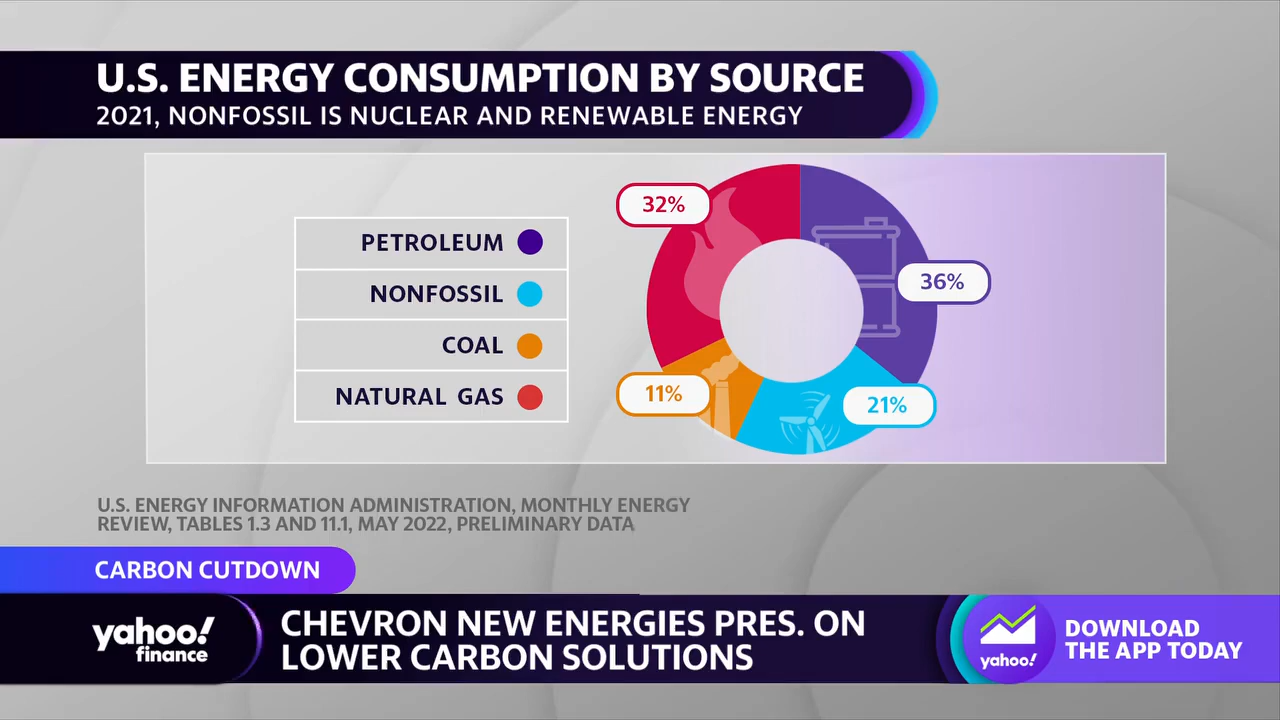 U.S. ENERGY CONSUMPTION BY SOURCE
2021, NONFOSSIL IS NUCLEAR AND RENEWABLE ENERGY
32%
PETROLEUM
36%
NONFOSSIL
COAL
NATURAL GAS
11%
21%
U.S. ENERGY INFORMATION ADMINISTRATION, MONTHLY ENERGY
REVIEW, TABLES 1.3 AND 11.1, MAY 2022, PRELIMINARY DATA
CARBON CUTDOWN
yahoo!
finance
CHEVRON NEW ENERGIES PRES. ON
LOWER CARBON SOLUTIONS
yahoo!
DOWNLOAD
THE APP TODAY